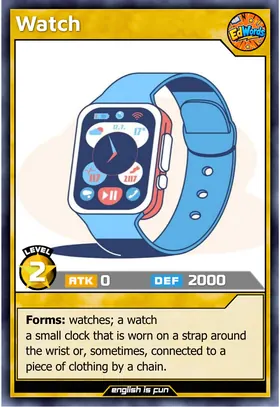 Watch
EdWords
U.T.
17°
LEVEL
2
ATK 0 DEF 2000
Forms: watches; a watch
a small clock that is worn on a strap around
the wrist or, sometimes, connected to a
piece of clothing by a chain.
english is fun